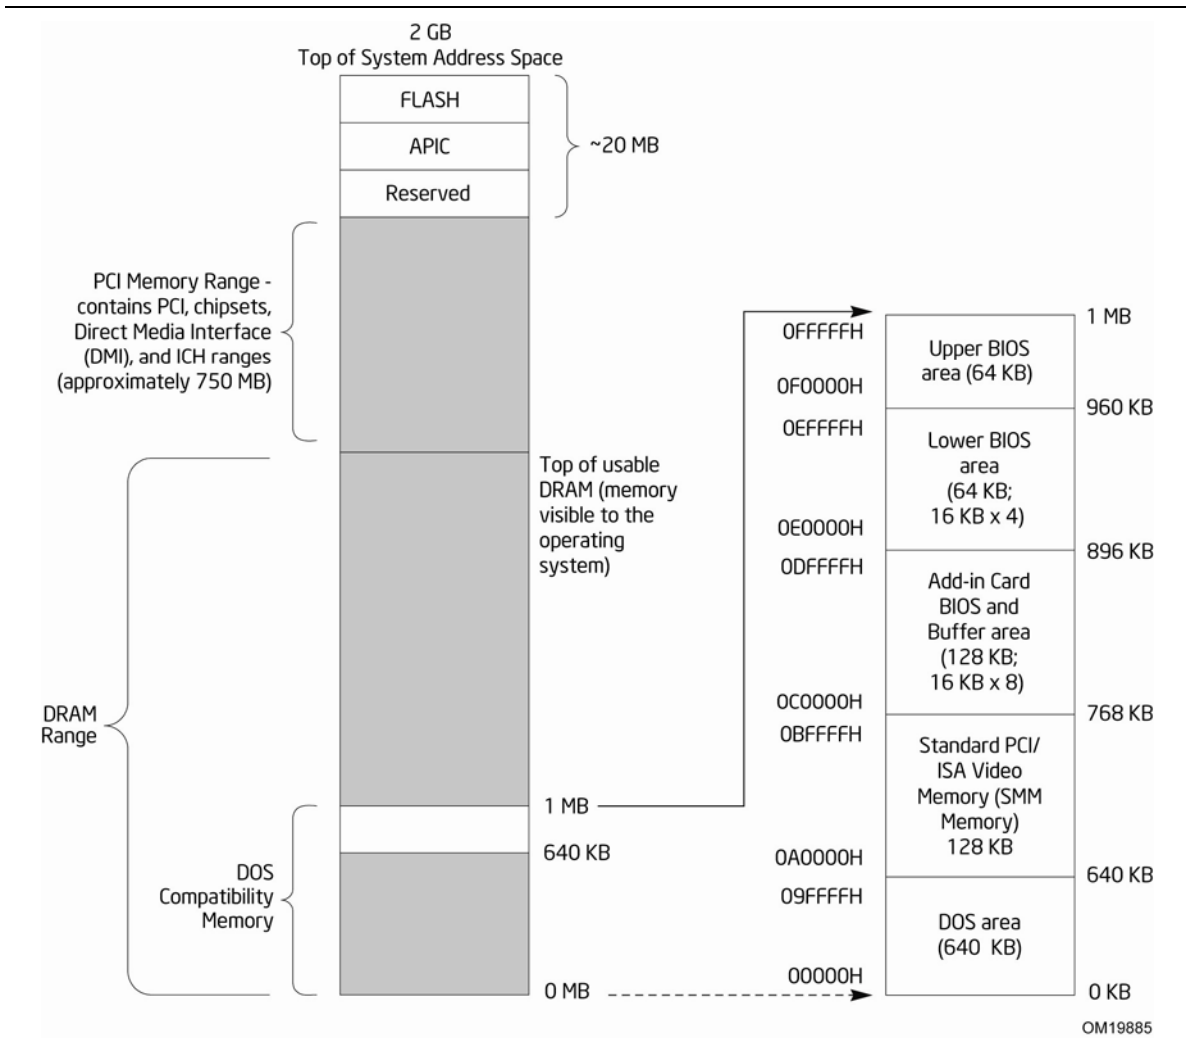 2 GB
Top of System Address Space
FLASH
APIC
Reserved
~20 MB
PCI Memory Range -
contains PCI, chipsets,
Direct Media Interface
(DMI), and ICH ranges
(approximately 750 MB)
Top of usable
DRAM (memory
visible to the
operating
system)
DRAM
Range
1 MB
640 KB
DOS
Compatibility
Memory
0 MB
0FFFFFH
0F0000H
0EFFFFH
0E0000H
0DFFFFH
0C0000H
0BFFFFH
0A0000H
09FFFFH
00000H
Upper BIOS
area (64 KB)
Lower BIOS
area
(64 KB;
16 KB x 4)
Add-in Card
BIOS and
Buffer area
(128 KB;
16 KB x 8)
Standard PCI/
ISA Video
Memory (SMM
Memory)
128 KB
DOS area
(640 KB)
1 MB
960 KB
896 KB
768 KB
640 KB
0 KB
OM19885